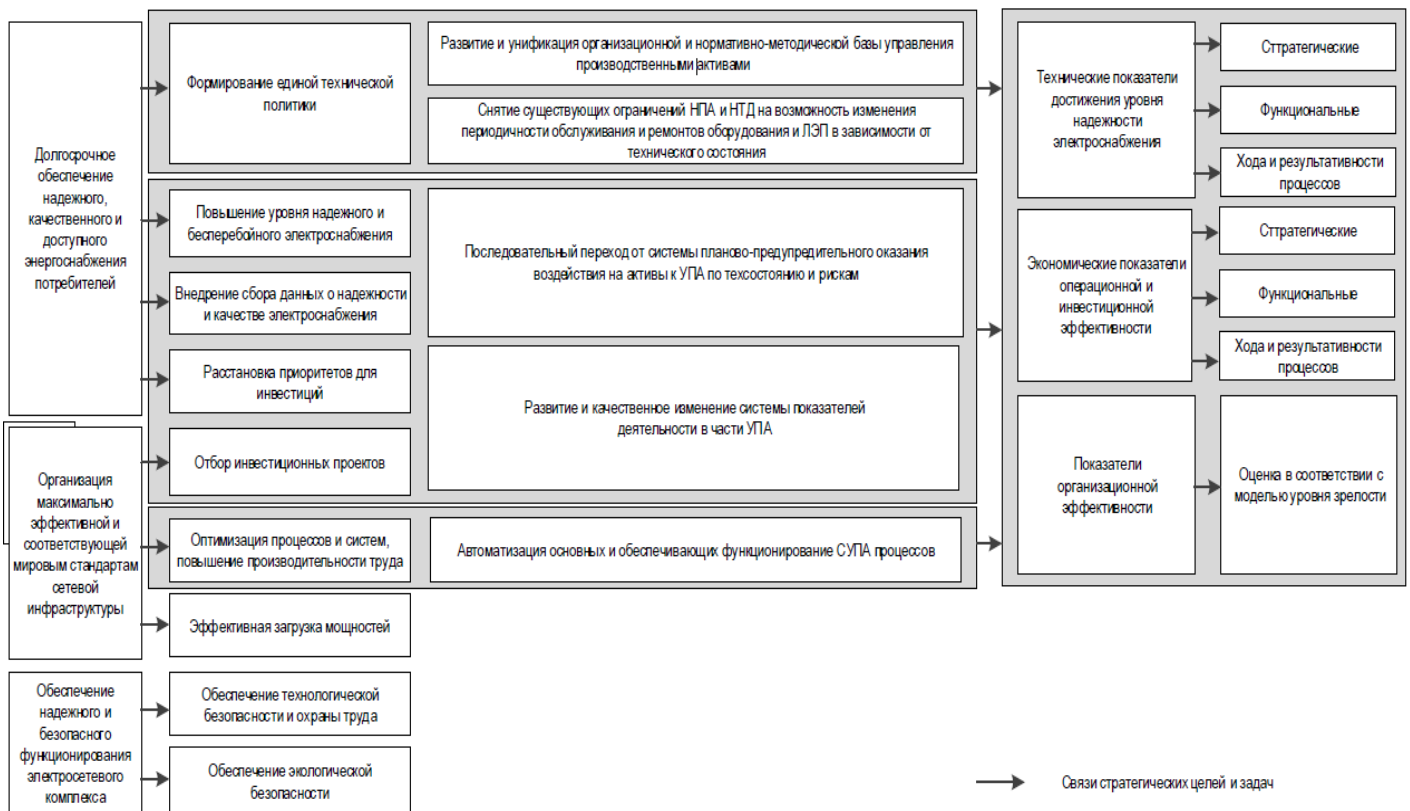 Долгосрочное
обеспечение
надежного,
качественного и
доступного
энергоснабжения
потребителей
Организация
максимально
эффективной и
соответствующей
мировым стандартам
сетевой
инфраструктуры
Обеспечение
надежного и
безопасного
функционирования
электросетевого
комплекса
Формирование единой технической
политики
Повышение уровня надежного и
бесперебойного электроснабжения
Внедрение сбора данных о надежности
и качестве электроснабжения
Расстановка приоритетов для
инвестиций
Отбор инвестиционных проектов
Оптимизация процессов и систем,
повышение производительности труда
Эффективная загрузка мощностей
Обеспечение технологической
безопасности и охраны труда
Обеспечение экологической
безопасности
Развитие и унификация организационной и нормативно-методической базы управления
производственными активами
Снятие существующих ограничений НПА и НТД на возможность изменения
периодичности обслуживания и ремонтов оборудования и ЛЭП в зависимости от
технического состояния
Последовательный переход от системы планово-предупредительного оказания
воздействия на активы к УПА по техсостоянию и рискам
Развитие и качественное изменение системы показателей
деятельности в части УПА
Автоматизация основных и обеспечивающих функционирование СУПА процессов
Технические показатели
достижения уровня
надежности
электроснабжения
Сттратегические
Функциональные
Хода и результативности
процессов
Экономические показатели
операционной и
инвестиционной
эффективности
Сттратегические
Функциональные
Хода и результативности
процессов
Показатели
организационной
эффективности
Оценка в соответствии с
моделью уровня зрелости
Связи стратегических целей и задач